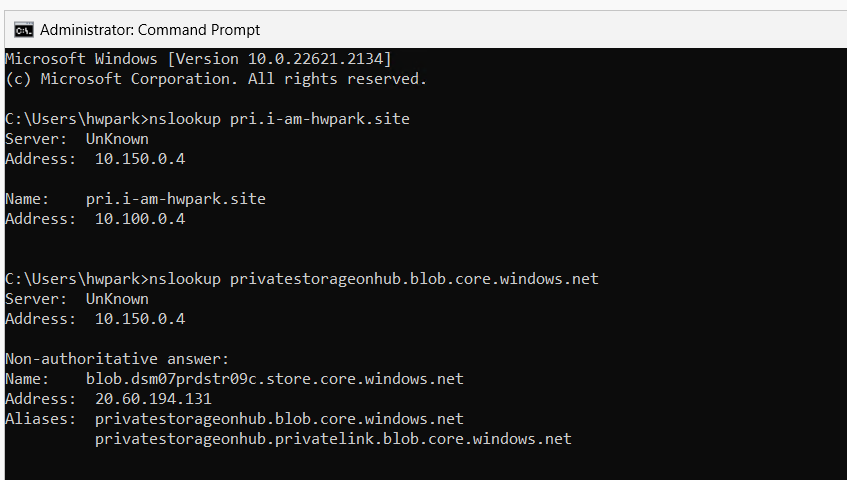 Administrator: Command Prompt
Microsoft Windows [Version 10.0.22621.2134]
(c) Microsoft Corporation. All rights reserved.
C:\Users\hwpark>nslookup pri.i-am-hwpark.site
Server:  UnKnown
Address:  10.150.0.4
Name:    pri.i-am-hwpark.site
Address:  10.100.0.4
C:\Users\hwpark>nslookup privatestorageonhub.blob.core.windows.net
Server:  UnKnown
Address:  10.150.0.4
Non-authoritative answer:
Name:    blob.dsm07prdstr09c.store.core.windows.net
Address:  20.60.194.131
Aliases:  privatestorageonhub.blob.core.windows.net
privatestorageonhub.privatelink.blob.core.windows.net